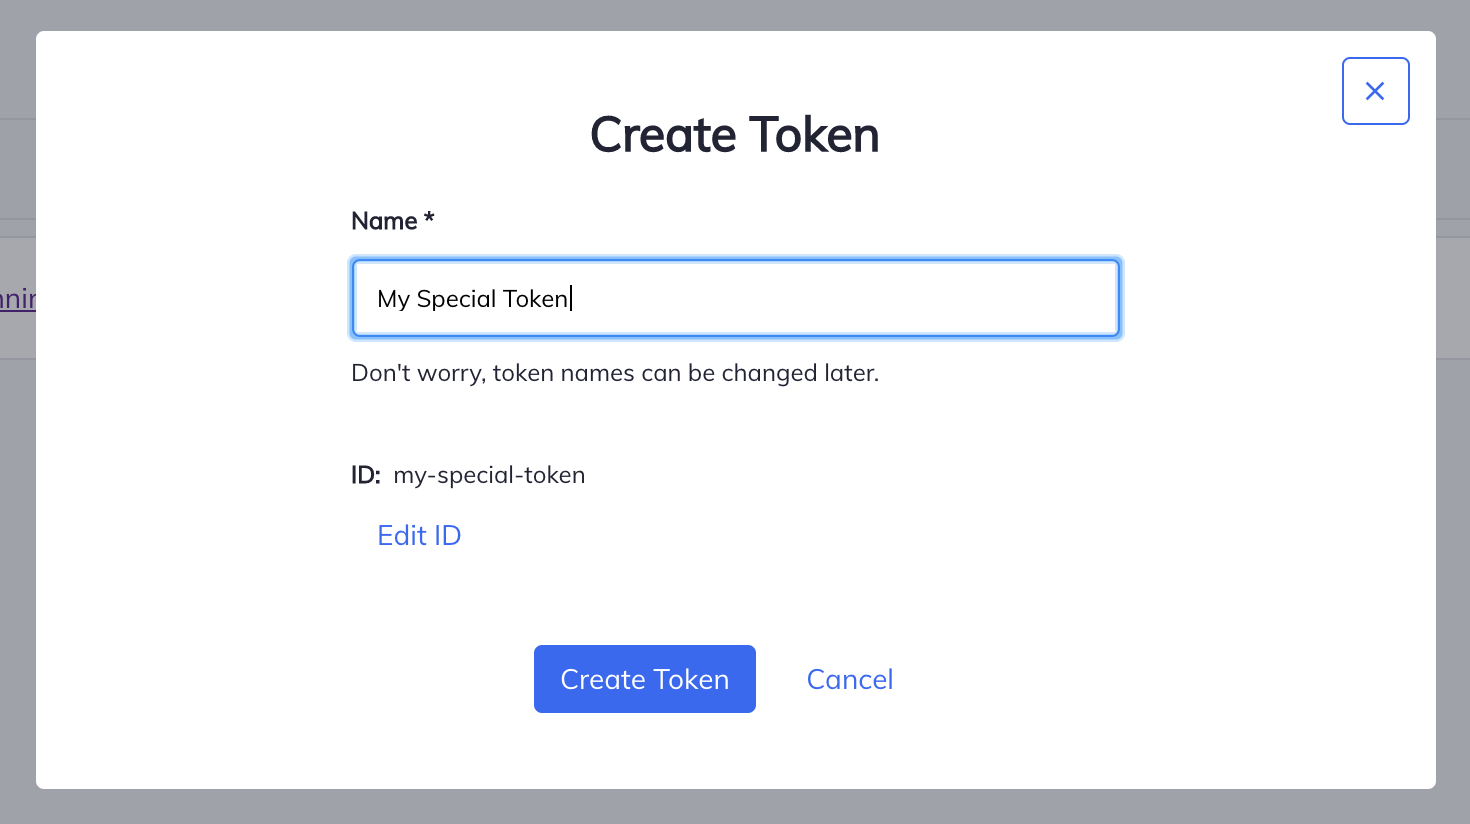 Create Token
Name *
My Special Token
Don't worry, token names can be changed later.
ID: my-special-token
Edit ID
Create Token Cancel